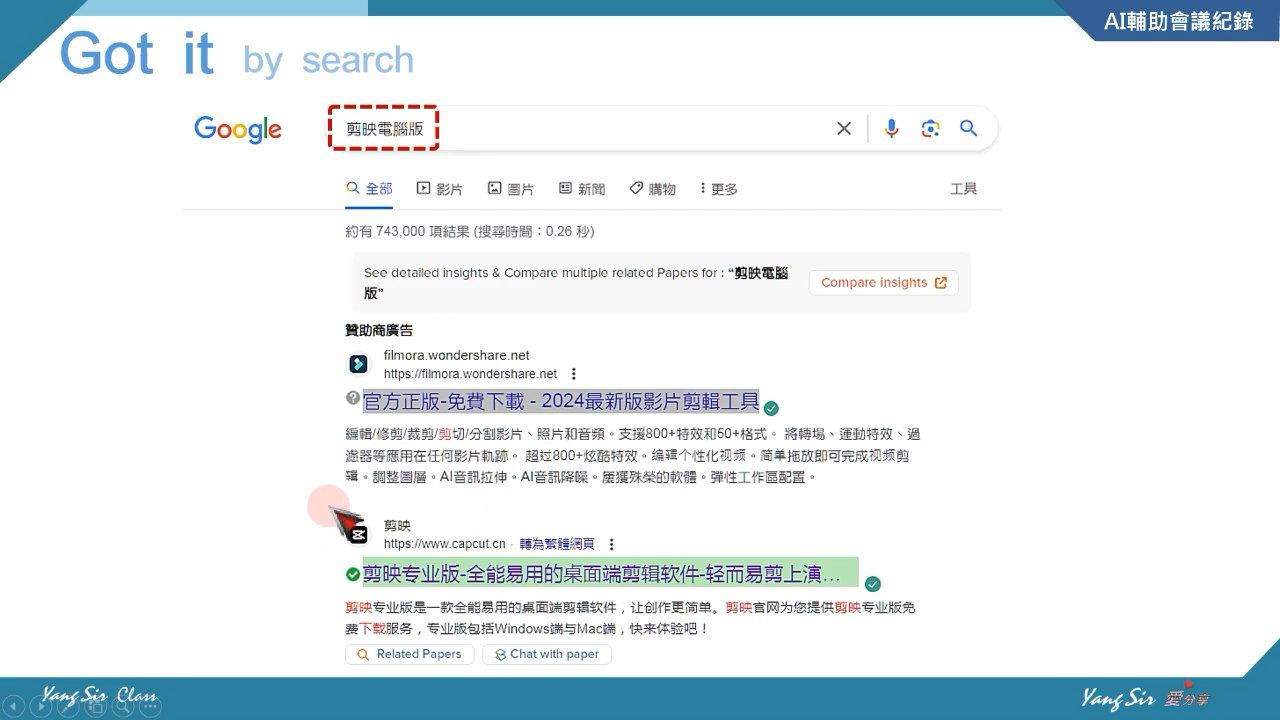 AI輔助會議紀錄
Got it by search
Google
剪映電腦版
全部 影片 圖片 新聞 購物 更多 工具
約有 743,000 項結果 (搜尋時間：0.26 秒)
See detailed insights & Compare multiple related Papers for : “剪映電腦
版”
Compare insights
贊助商廣告
filmora.wondershare.net
https://filmora.wondershare.net
官方正版-免費下載 - 2024最新版影片剪輯工具
編輯/修剪/裁剪/剪切/分割影片、照片和音頻。支援800+特效和50+格式。 將轉場、運動特效、過
濾器等應用在任何影片軌跡。 超过800+炫酷特效。编辑个性化视频。简单拖放即可完成视频剪
辑。調整圖層。AI音訊拉伸。AI音訊降噪。屢獲殊榮的軟體。彈性工作區配置。
剪映
https://www.capcut.cn · 轉為繁體網頁
剪映专业版-全能易用的桌面端剪辑软件-轻而易剪上演...
剪映专业版是一款全能易用的桌面端剪辑软件，让创作更简单。剪映官网为您提供剪映专业版免
费下载服务，专业版包括Windows端与Mac端，快来体验吧！
Related Papers
Chat with paper
YangSir Class
YangSir 愛分享